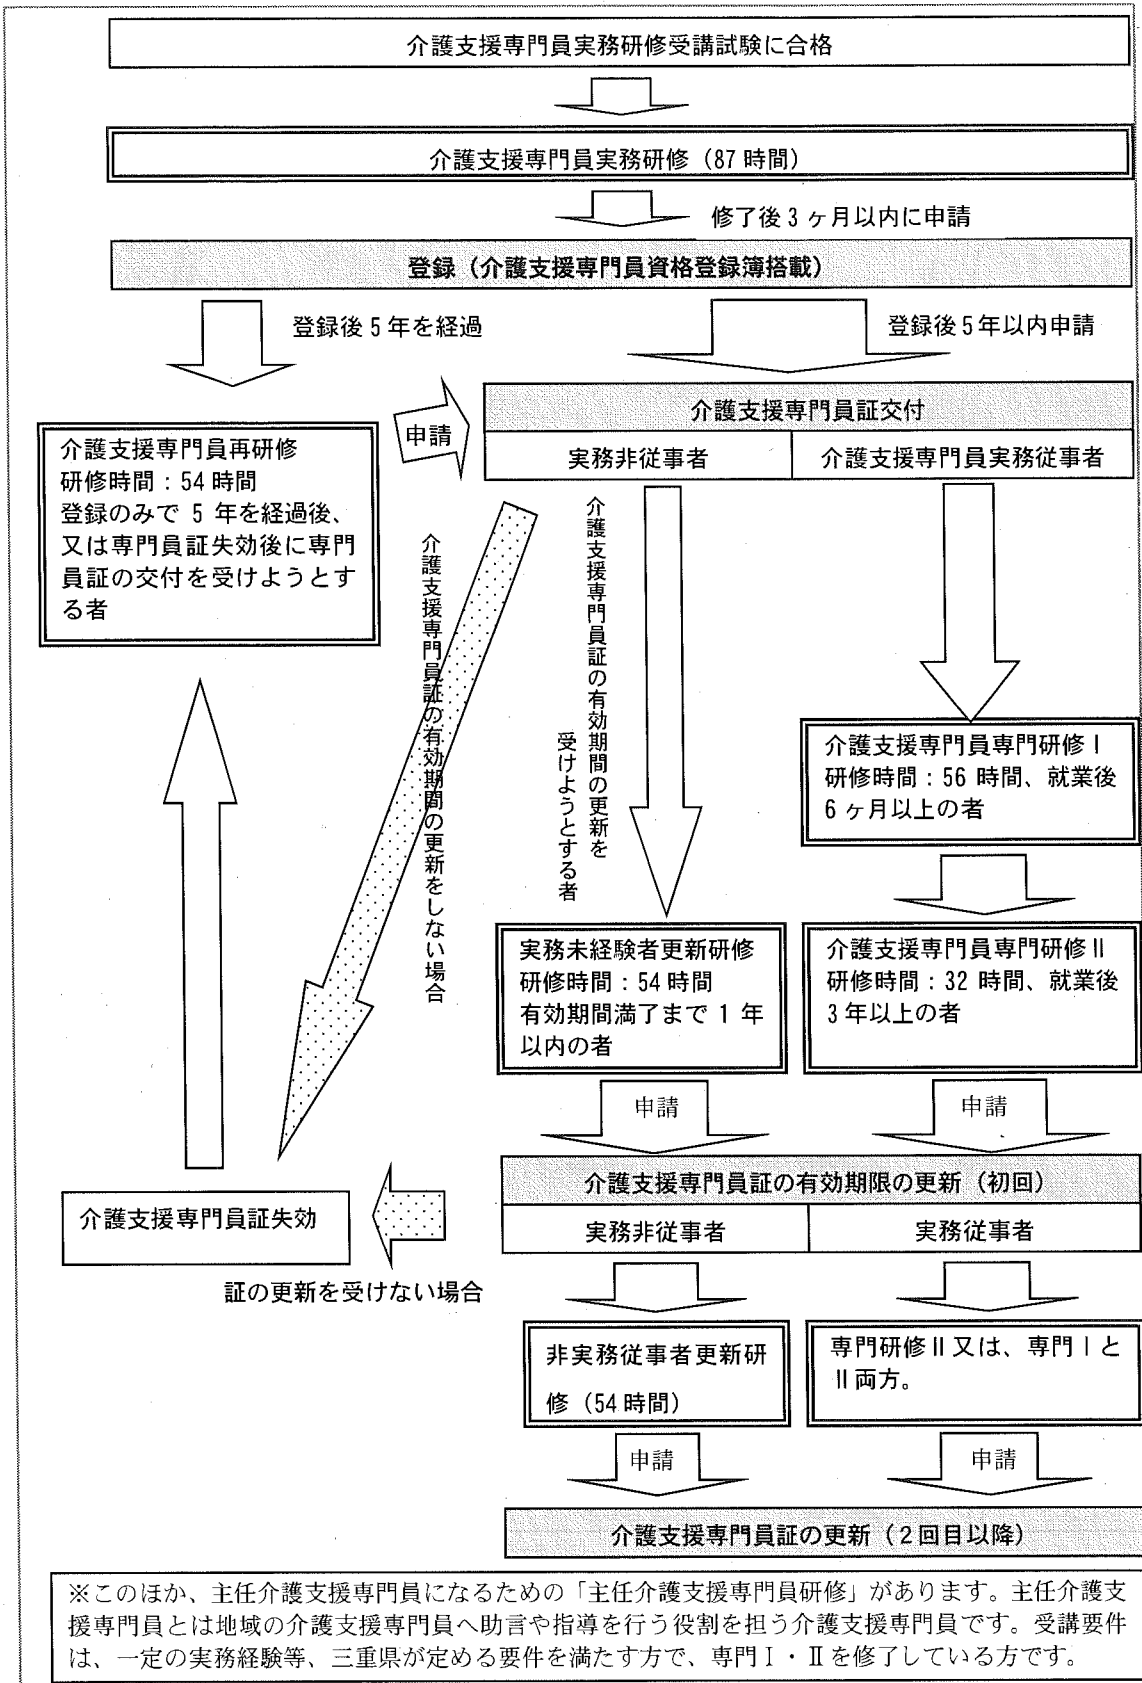 介護支援専門員実務研修受講試験に合格
介護支援専門員実務研修（87 時間）
修了後 3 ヶ月以内に申請
登録（介護支援専門員資格登録簿搭載）
登録後 5 年を経過
登録後 5 年以内申請
申請
介護支援専門員証交付
実務非従事者
介護支援専門員実務従事者
介護支援専門員再研修
研修時間：54 時間
登録のみで 5 年を経過後、
又は専門員証失効後に専門
員証の交付を受けようとす
る者
介護支援専門員証の有効期間の更新をしない場合
介護支援専門員証の有効期間の更新を
受けようとする者
介護支援専門員専門研修Ⅰ
研修時間：56 時間、就業後
6 ヶ月以上の者
実務未経験者更新研修
研修時間：54 時間
有効期間満了まで 1 年
以内の者
介護支援専門員専門研修Ⅱ
研修時間：32 時間、就業後
3 年以上の者
申請
申請
介護支援専門員証の有効期限の更新（初回）
実務非従事者
実務従事者
介護支援専門員証失効
証の更新を受けない場合
非実務従事者更新研
修（54 時間）
専門研修Ⅱ又は、専門Ⅰと
Ⅱ両方。
申請
申請
介護支援専門員証の更新（2 回目以降）
※このほか、主任介護支援専門員になるための「主任介護支援専門員研修」があります。主任介護支
援専門員とは地域の介護支援専門員へ助言や指導を行う役割を担う介護支援専門員です。受講要件
は、一定の実務経験等、三重県が定める要件を満たす方で、専門Ⅰ・Ⅱを修了している方です。